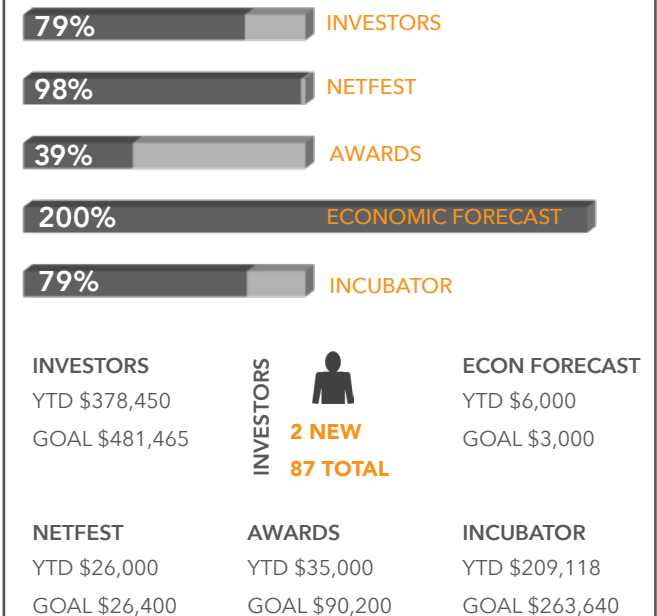 79% INVESTORS
98% NETFEST
39% AWARDS
200% ECONOMIC FORECAST
79% INCUBATOR
INVESTORS
YTD $378,450
GOAL $481,465
INVESTORS
2 NEW
87 TOTAL
ECON FORECAST
YTD $6,000
GOAL $3,000
NETFEST
YTD $26,000
GOAL $26,400
AWARDS
YTD $35,000
GOAL $90,200
INCUBATOR
YTD $209,118
GOAL $263,640